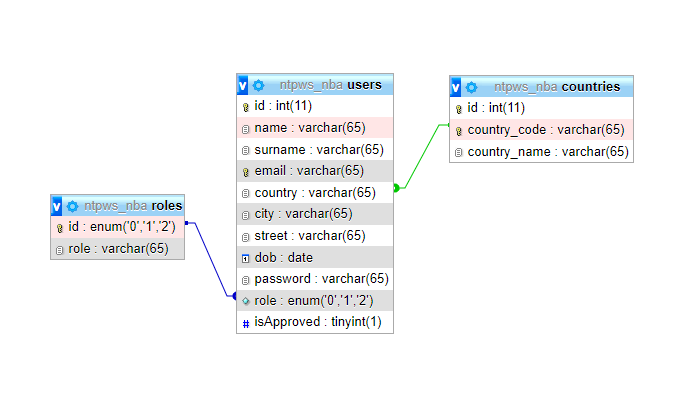 ntpws_nba users
id : int(11)
name : varchar(65)
surname : varchar(65)
email : varchar(65)
country : varchar(65)
city : varchar(65)
street : varchar(65)
dob : date
password : varchar(65)
role : enum('0','1','2')
isApproved : tinyint(1)
ntpws_nba countries
id : int(11)
country_code : varchar(65)
country_name : varchar(65)
ntpws_nba roles
id : enum('0','1','2')
role : varchar(65)